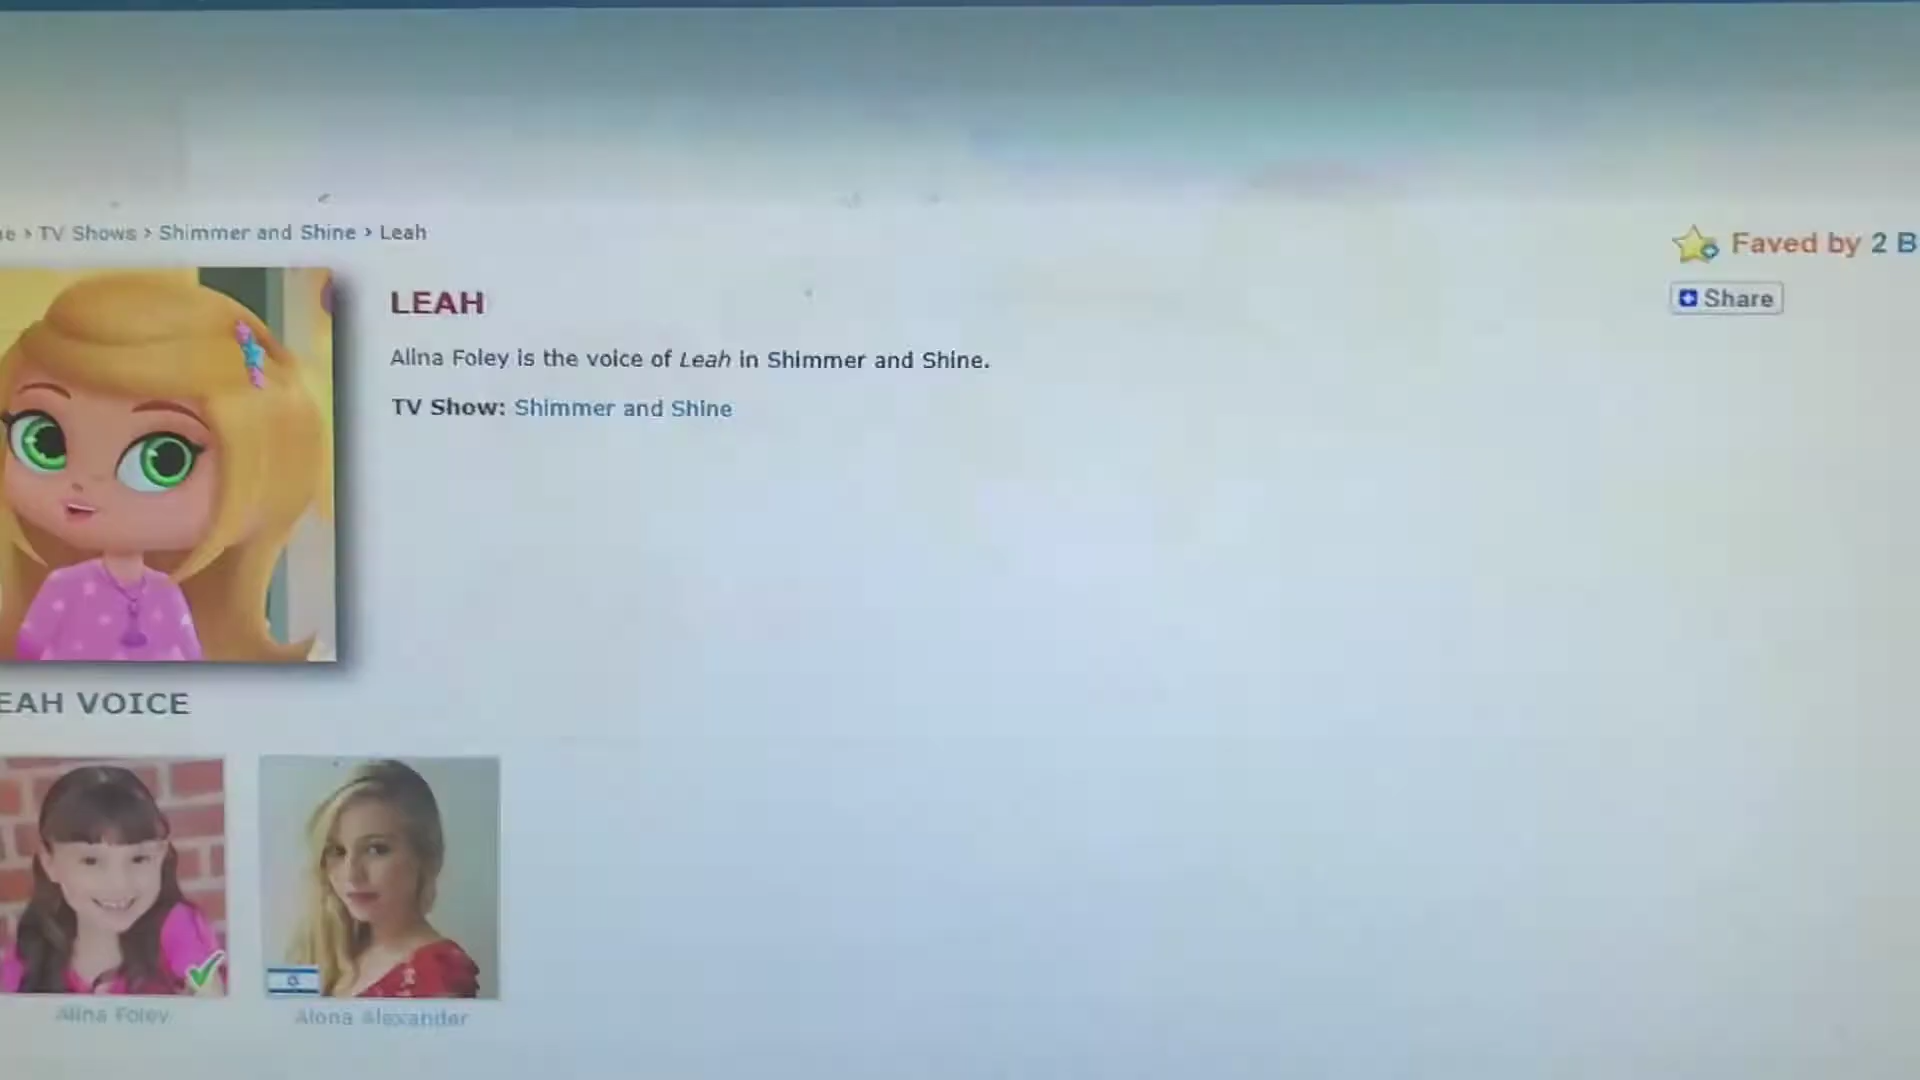 e › TV Shows › Shimmer and Shine › Leah
Faved by 2 B
Share
LEAH
Alina Foley is the voice of Leah in Shimmer and Shine.
TV Show: Shimmer and Shine
EAH VOICE
Alina Foley
Alona Alexander